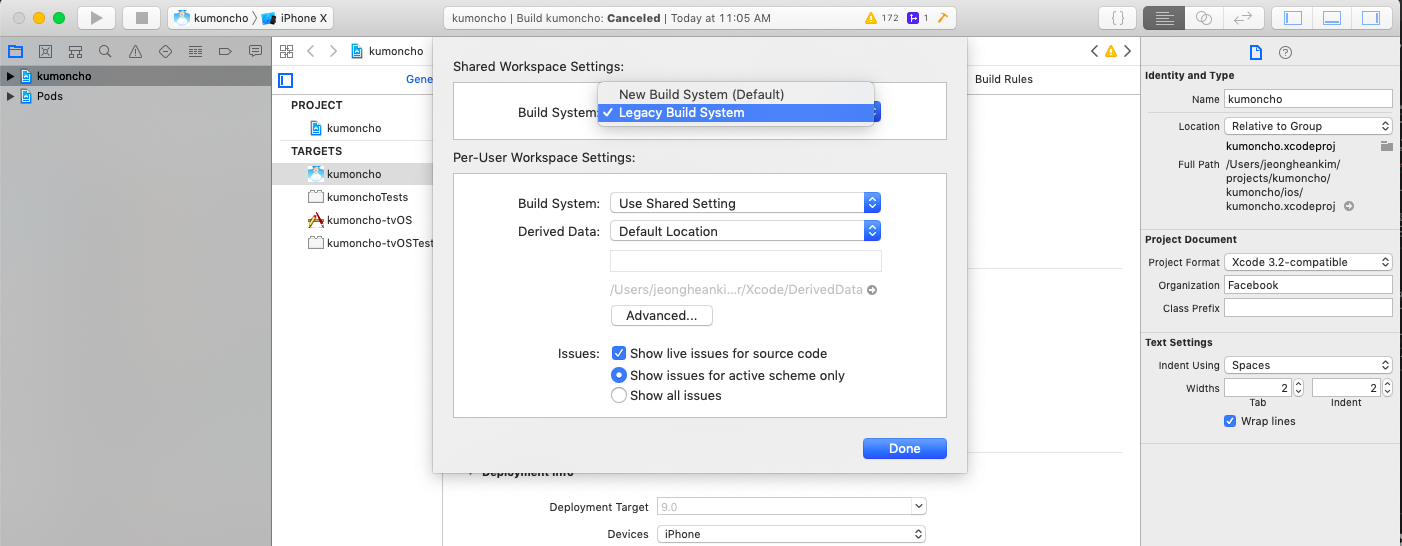 kumoncho iPhone X
kumoncho | Build kumoncho: Canceled | Today at 11:05 AM
172
1
kumoncho
Pods
kumoncho
Gene
Build Rules
PROJECT
kumoncho
TARGETS
kumoncho
kumonchoTests
kumoncho-tvOS
kumoncho-tvOSTest
Shared Workspace Settings:
Build System:
New Build System (Default)
Legacy Build System
Per-User Workspace Settings:
Build System: Use Shared Setting
Derived Data: Default Location
/Users/jeongheanki...r/Xcode/DerivedData
Advanced...
Issues: Show live issues for source code
Show issues for active scheme only
Show all issues
Done
Deployment Info
Deployment Target 9.0
Devices iPhone
Identity and Type
Name kumoncho
Location Relative to Group
kumoncho.xcodeproj
Full Path /Users/jeongheankim/
projects/kumoncho/
kumoncho/ios/
kumoncho.xcodeproj
Project Document
Project Format Xcode 3.2-compatible
Organization Facebook
Class Prefix
Text Settings
Indent Using Spaces
Widths 2 2
Tab Indent
Wrap lines